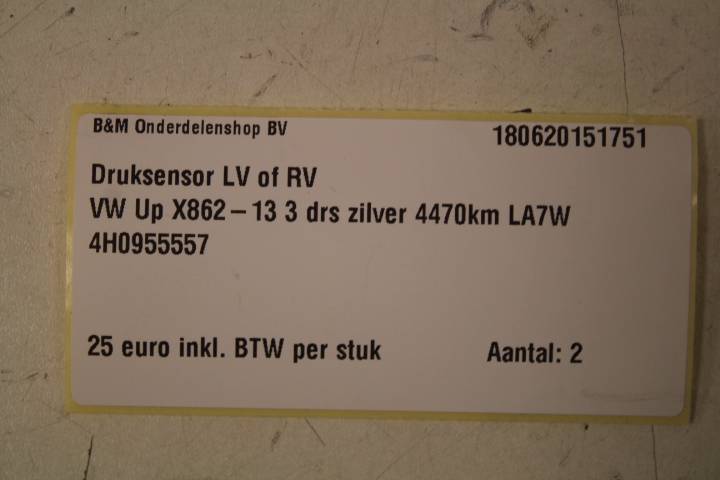 B&M Onderdelenshop BV
180620151751
Druksensor LV of RV
VW Up X862-13 3 drs zilver 4470km LA7W
4H0955557
25 euro inkl. BTW per stuk
Aantal: 2